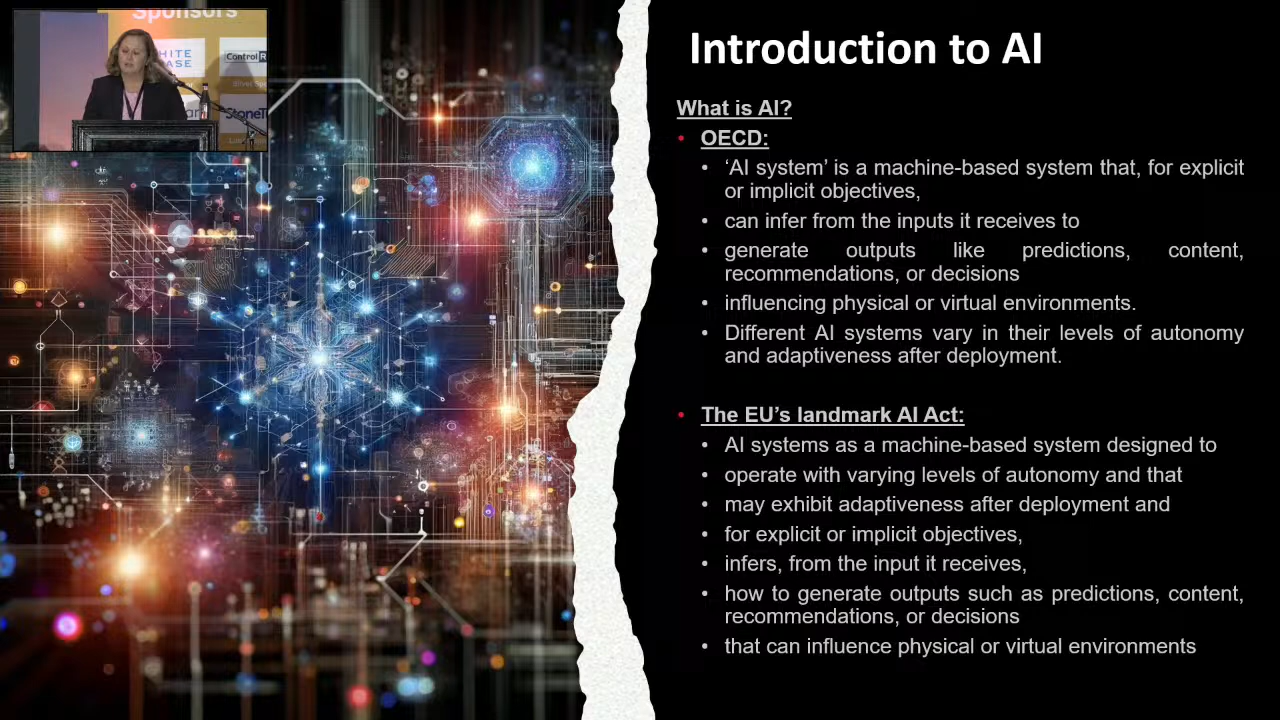 Sponsors
HITE
ASE
Control
StoneT
Introduction to AI
What is AI?
• OECD:
• ‘AI system’ is a machine-based system that, for explicit
or implicit objectives,
• can infer from the inputs it receives to
• generate outputs like predictions, content,
recommendations, or decisions
• influencing physical or virtual environments.
• Different AI systems vary in their levels of autonomy
and adaptiveness after deployment.
• The EU’s landmark AI Act:
• AI systems as a machine-based system designed to
• operate with varying levels of autonomy and that
• may exhibit adaptiveness after deployment and
• for explicit or implicit objectives,
• infers, from the input it receives,
• how to generate outputs such as predictions, content,
recommendations, or decisions
• that can influence physical or virtual environments